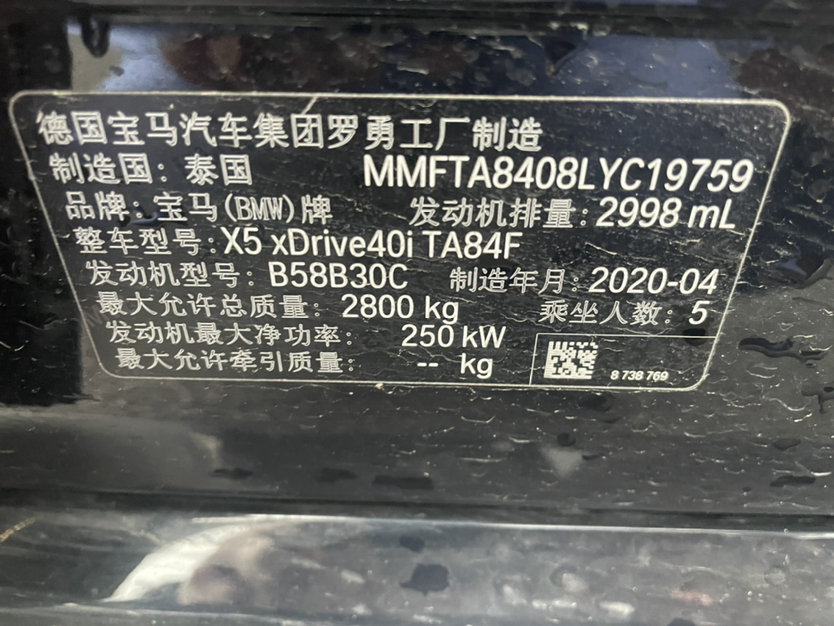 德国宝马汽车集团罗勇工厂制造
制造国: 泰国 MMFTA8408LYC19759
品牌: 宝马(BMW)牌 发动机排量: 2998 mL
整车型号: X5 xDrive40i TA84F
发动机型号: B58B30C 制造年月: 2020-04
最大允许总质量: 2800 kg 乘坐人数: 5
发动机最大净功率: 250 kW
最大允许牵引质量: -- kg
8 738 769